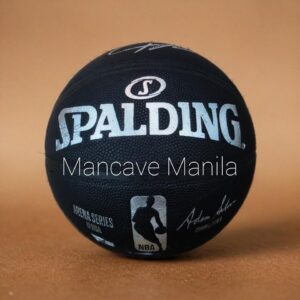 S
SPALDING
Mancave Manila
ARENA SERIES
NBA